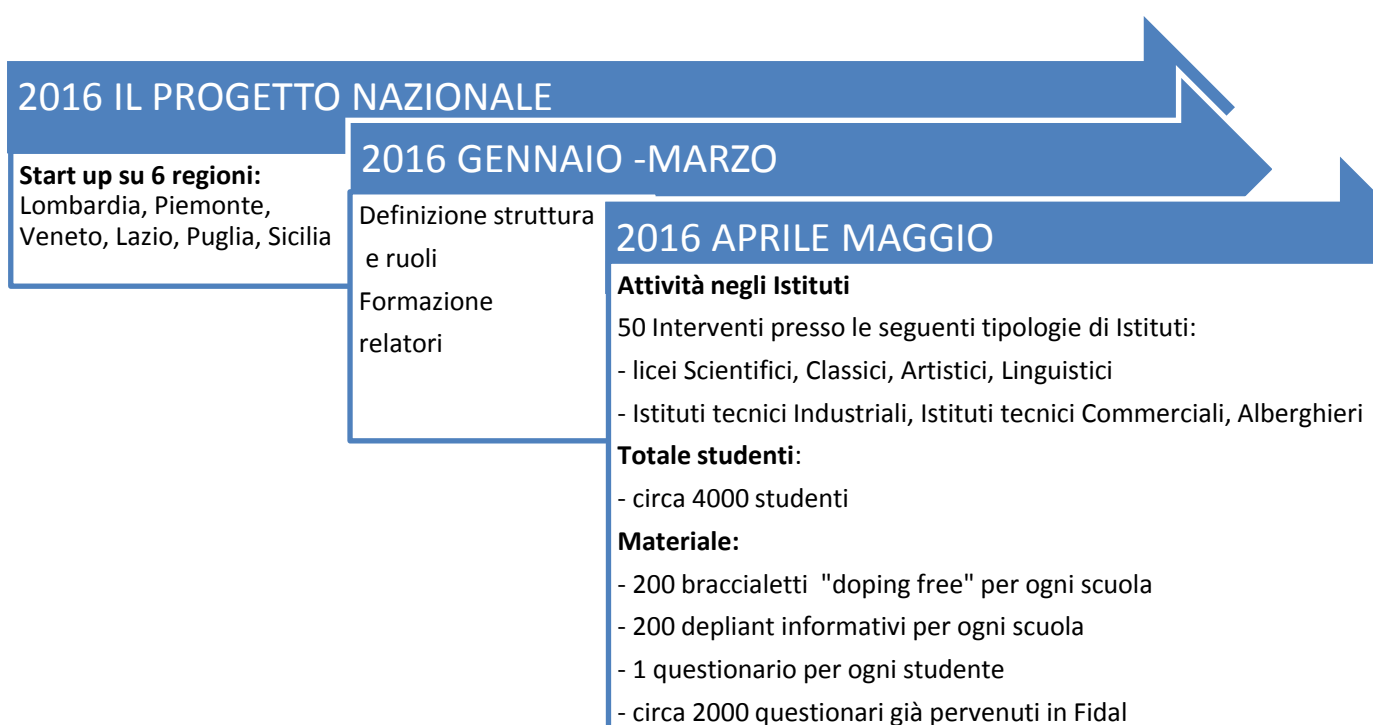 2016 IL PROGETTO NAZIONALE
Start up su 6 regioni:
Lombardia, Piemonte,
Veneto, Lazio, Puglia, Sicilia
2016 GENNAIO -MARZO
Definizione struttura
e ruoli
Formazione
relatori
2016 APRILE MAGGIO
Attività negli Istituti
50 Interventi presso le seguenti tipologie di Istituti:
- licei Scientifici, Classici, Artistici, Linguistici
- Istituti tecnici Industriali, Istituti tecnici Commerciali, Alberghieri
Totale studenti:
- circa 4000 studenti
Materiale:
- 200 braccialetti "doping free" per ogni scuola
- 200 depliant informativi per ogni scuola
- 1 questionario per ogni studente
- circa 2000 questionari già pervenuti in Fidal